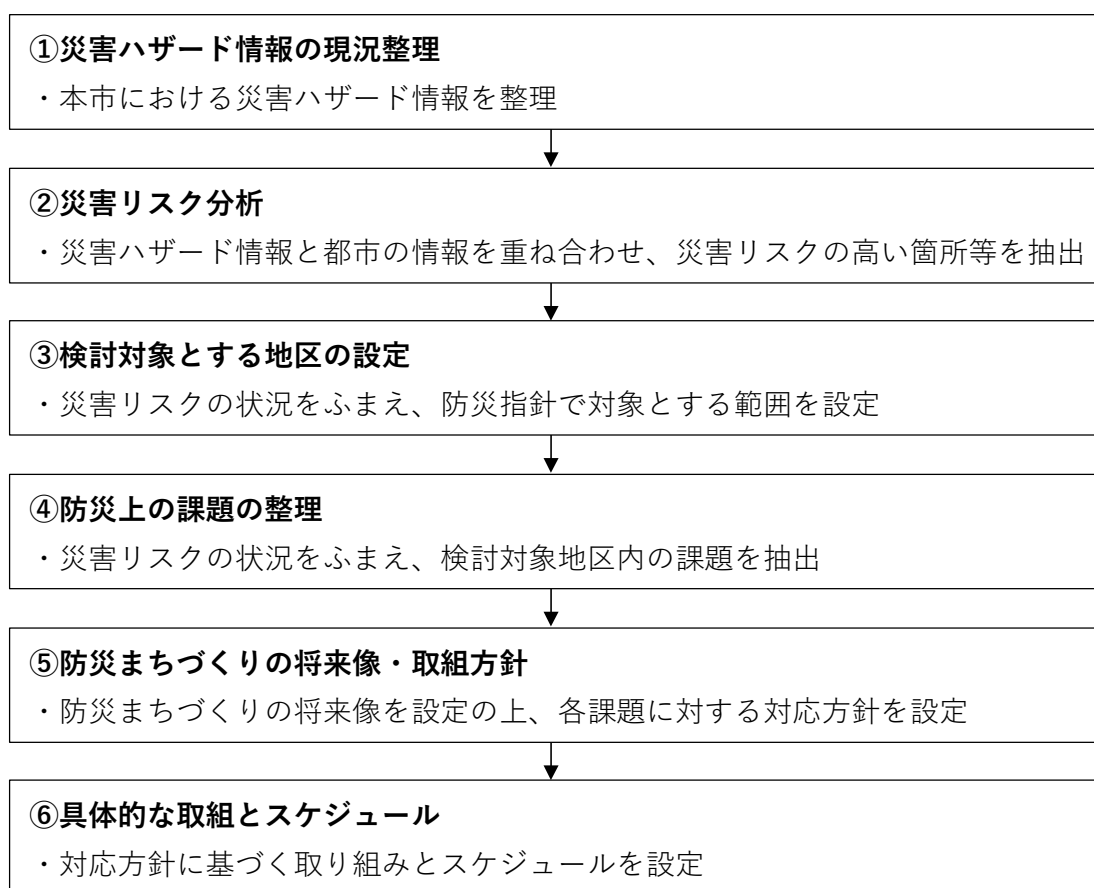 ①災害ハザード情報の現況整理
・本市における災害ハザード情報を整理
②災害リスク分析
・災害ハザード情報と都市の情報を重ね合わせ、災害リスクの高い箇所等を抽出
③検討対象とする地区の設定
・災害リスクの状況をふまえ、防災指針で対象とする範囲を設定
④防災上の課題の整理
・災害リスクの状況をふまえ、検討対象地区内の課題を抽出
⑤防災まちづくりの将来像・取組方針
・防災まちづくりの将来像を設定の上、各課題に対する対応方針を設定
⑥具体的な取組とスケジュール
・対応方針に基づく取り組みとスケジュールを設定